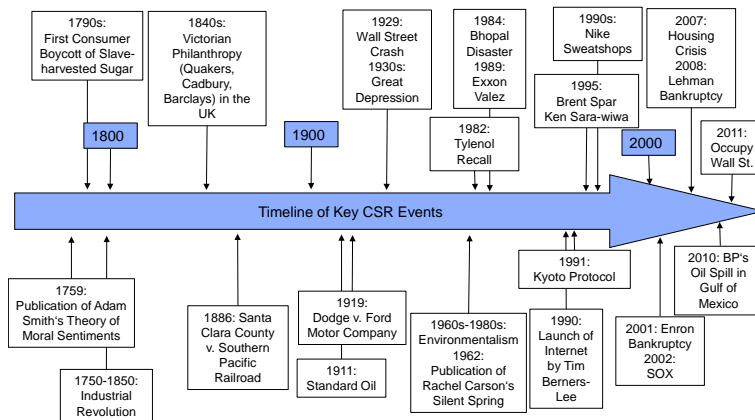 1790s:
First Consumer
Boycott of Slave-
harvested Sugar
1840s:
Victorian
Philanthropy
(Quakers,
Cadbury,
Barclays) in the
UK
1929:
Wall Street
Crash
1930s:
Great
Depression
1984:
Bhopal
Disaster
1989:
Exxon
Valez
1982:
Tylenol
Recall
1990s:
Nike
Sweatshops
1995:
Brent Spar
Ken Sara-wiwa
2007:
Housing
Crisis
2008:
Lehman
Bankruptcy
2011:
Occupy
Wall St.
1800
1900
2000
Timeline of Key CSR Events
1759:
Publication of Adam
Smith‘s Theory of
Moral Sentiments
1750-1850:
Industrial
Revolution
1886: Santa
Clara County
v. Southern
Pacific
Railroad
1919:
Dodge v. Ford
Motor Company
1911:
Standard Oil
1960s-1980s:
Environmentalism
1962:
Publication of
Rachel Carson‘s
Silent Spring
1991:
Kyoto Protocol
1990:
Launch of
Internet
by Tim
Berners-
Lee
2001: Enron
Bankruptcy
2002:
SOX
2010: BP‘s
Oil Spill in
Gulf of
Mexico